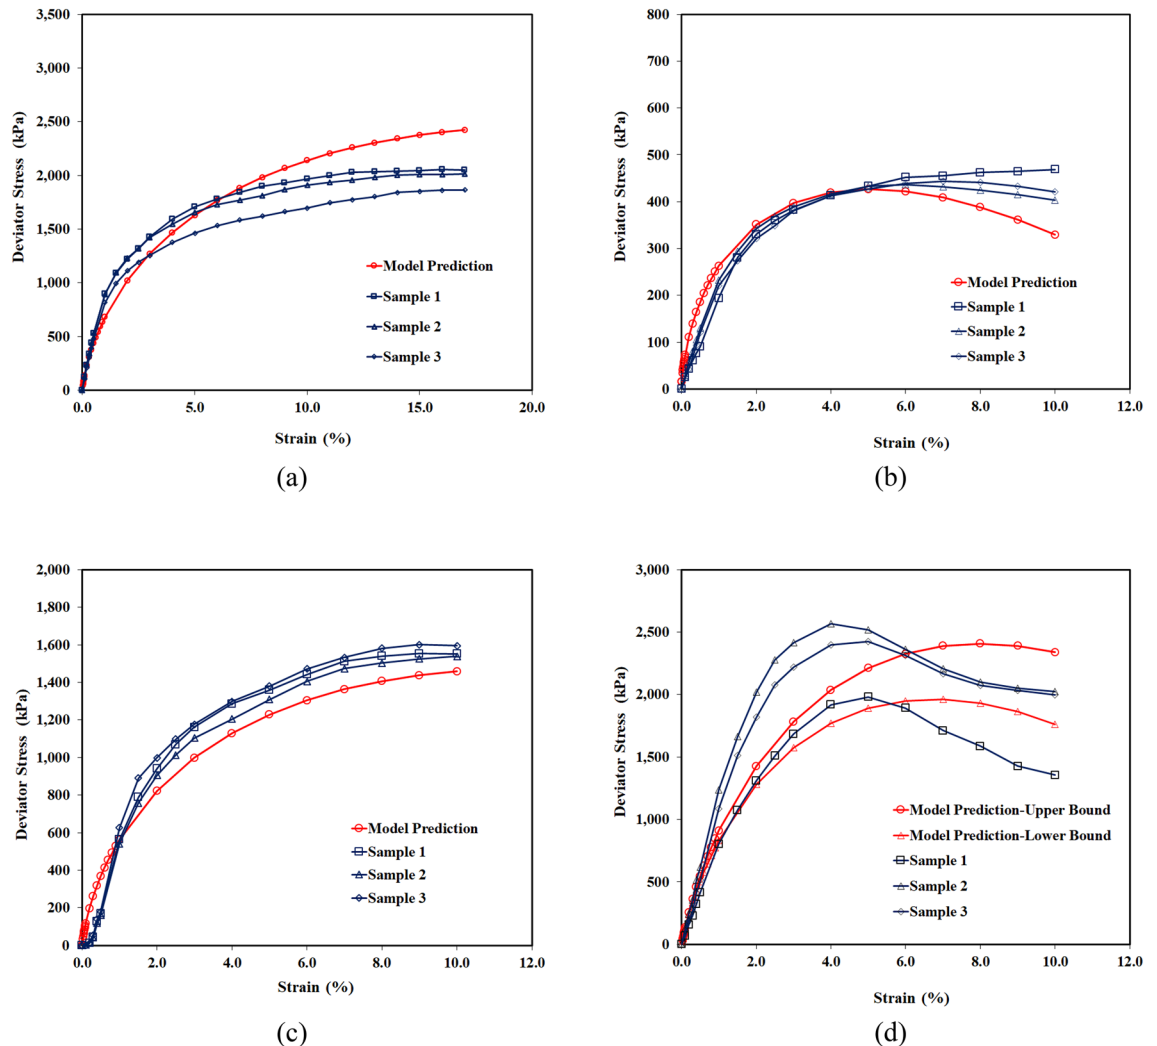 3,500
3,000
2,500
2,000
1,500
1,000
500
0
0.0 5.0 10.0 15.0 20.0
Deviator Stress (kPa)
Strain (%)
Model Prediction
Sample 1
Sample 2
Sample 3
(a)
800
700
600
500
400
300
200
100
0
0.0 2.0 4.0 6.0 8.0 10.0 12.0
Deviator Stress (kPa)
Strain (%)
Model Prediction
Sample 1
Sample 2
Sample 3
(b)
2,000
1,800
1,600
1,400
1,200
1,000
800
600
400
200
0
0.0 2.0 4.0 6.0 8.0 10.0 12.0
Deviator Stress (kPa)
Strain (%)
Model Prediction
Sample 1
Sample 2
Sample 3
(c)
3,000
2,500
2,000
1,500
1,000
500
0
0.0 2.0 4.0 6.0 8.0 10.0 12.0
Deviator Stress (kPa)
Strain (%)
Model Prediction-Upper Bound
Model Prediction-Lower Bound
Sample 1
Sample 2
Sample 3
(d)